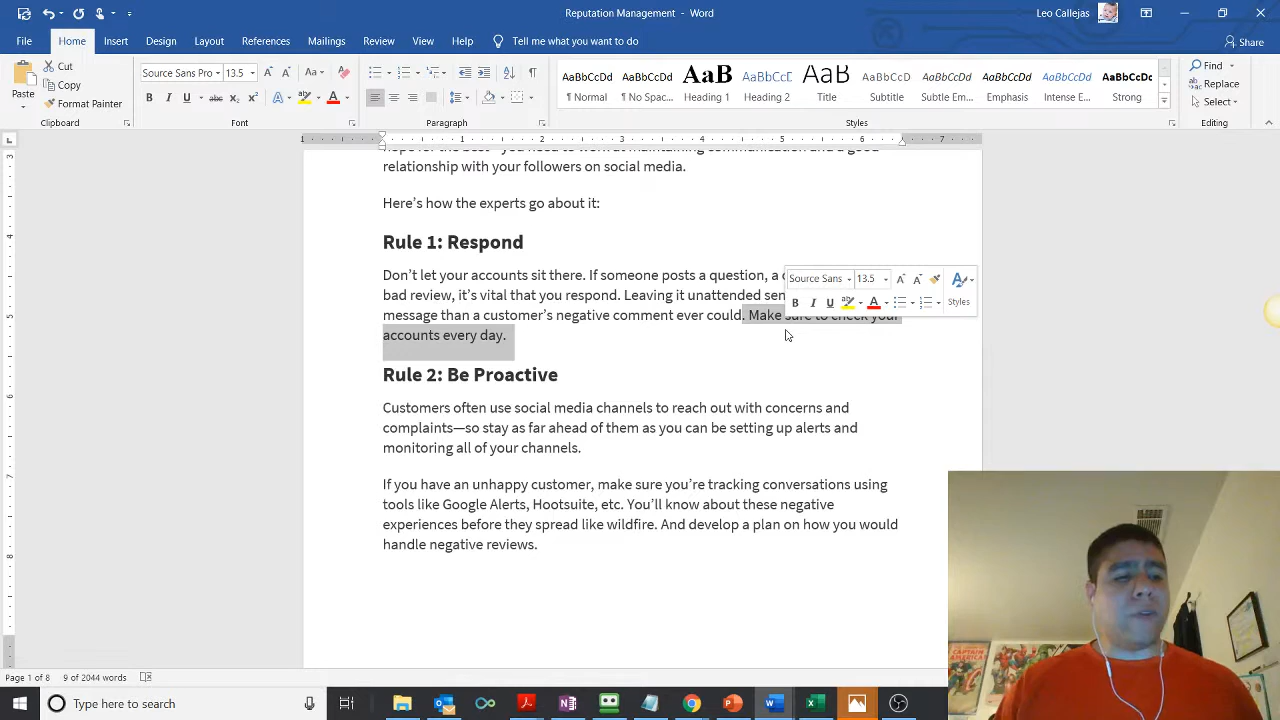 Reputation Management - Word
Leo Callejas
File Home Insert Draw Design Layout References Mailings Review View Help Tell me what you want to do Share
Paste
Cut
Copy
Format Painter
Clipboard
Source Sans Pro 13.5
Font
Paragraph
AaBbCcDd AaBbCcDd AaB AaBbCcE AaB AaBbCcDd AaBbCcDd AaBbCcDd AaBbCcDd AaBbCcDc
¶ Normal ¶ No Spac... Heading 1 Heading 2 Title Subtitle Subtle Em... Emphasis Intense E... Strong
Styles
Find
Replace
Select
Editing
relationship with your followers on social media.
Here's how the experts go about it:
Rule 1: Respond
Don't let your accounts sit there. If someone posts a question, a
bad review, it's vital that you respond. Leaving it unattended
message than a customer's negative comment ever could. Make sure to check your
accounts every day.
Source Sans 13.5
Styles
Rule 2: Be Proactive
Customers often use social media channels to reach out with concerns and
complaints—so stay as far ahead of them as you can be setting up alerts and
monitoring all of your channels.
If you have an unhappy customer, make sure you're tracking conversations using
tools like Google Alerts, Hootsuite, etc. You'll know about these negative
experiences before they spread like wildfire. And develop a plan on how you would
handle negative reviews.
CAPTAIN AMERICA
Page 1 of 8 9 of 2044 words
Type here to search